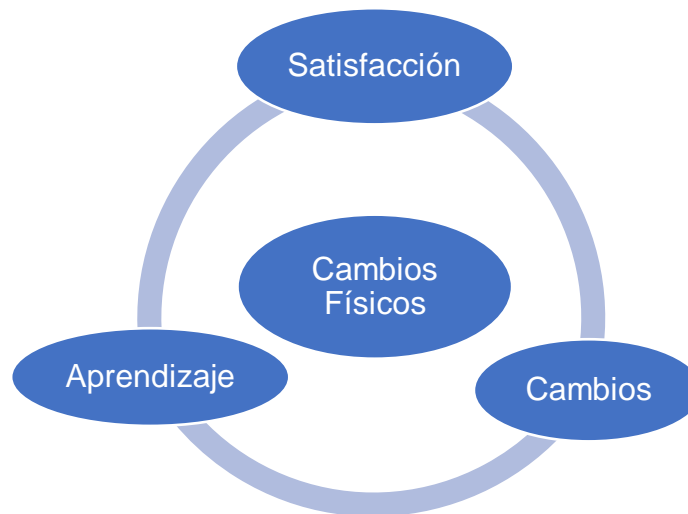 Satisfacción
Cambios
Físicos
Aprendizaje
Cambios